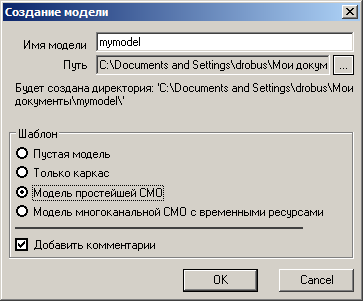 Создание модели
Имя модели mymodel
Путь C:\Documents and Settings\drobus\Мои докум ...
Будет создана директория: 'C:\Documents and Settings\drobus\Мои
документы\mymodel\'
Шаблон
Пустая модель
Только каркас
Модель простейшей СМО
Модель многоканальной СМО с временными ресурсами
Добавить комментарии
OK Cancel